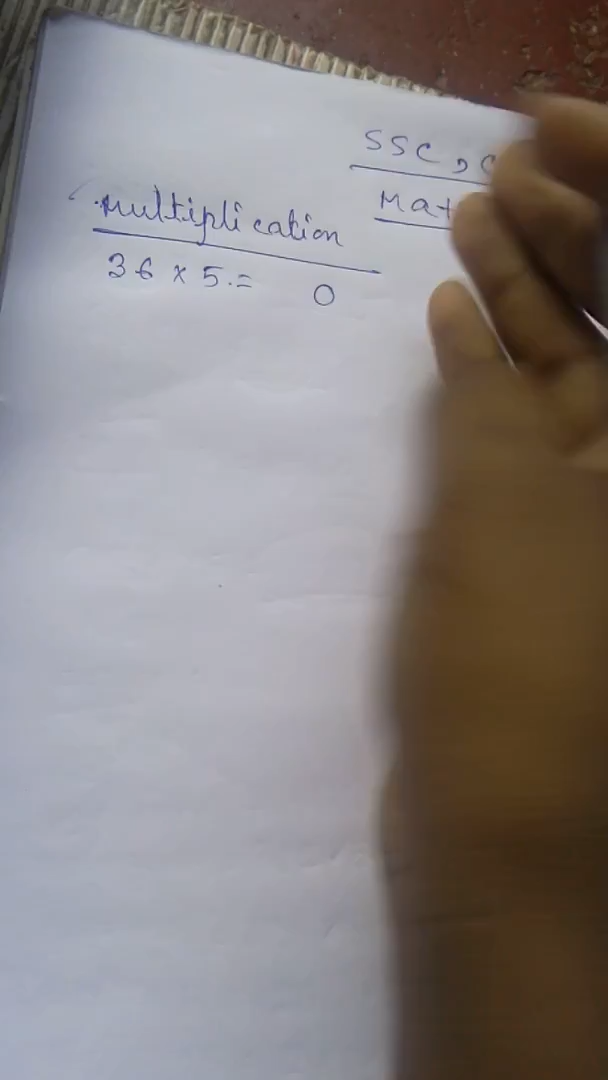 SSC, C
Mat
Multiplication
36 x 5.= 0